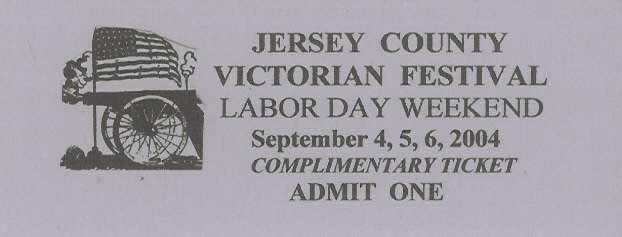 JERSEY COUNTY
VICTORIAN FESTIVAL
LABOR DAY WEEKEND
September 4, 5, 6, 2004
COMPLIMENTARY TICKET
ADMIT ONE